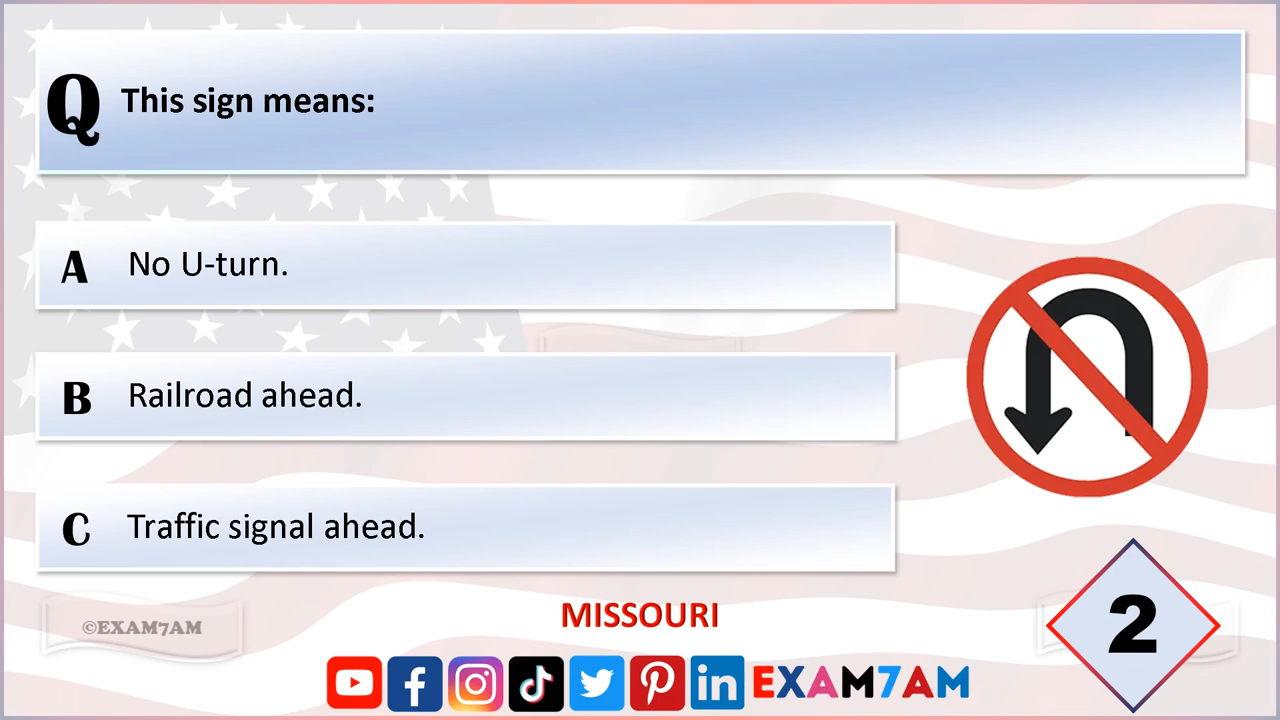 Q This sign means:
A No U-turn.
B Railroad ahead.
C Traffic signal ahead.
MISSOURI
©EXAM7AM
2
EXAM7AM